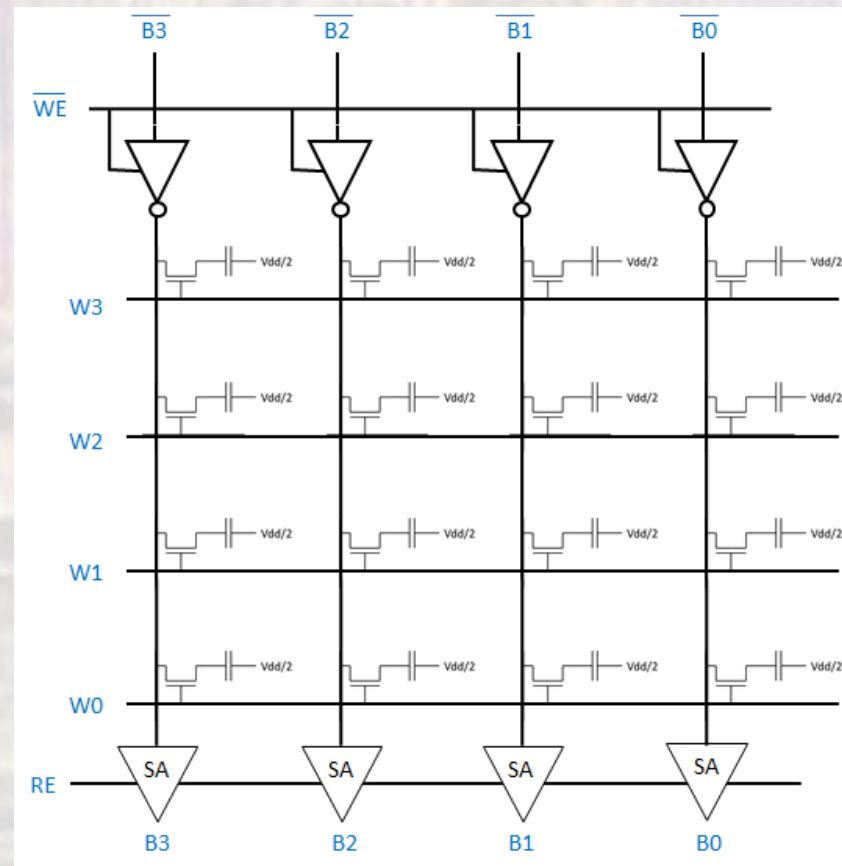 B3 B2 B1 B0
WE
Vdd/2 Vdd/2 Vdd/2 Vdd/2
W3
Vdd/2 Vdd/2 Vdd/2 Vdd/2
W2
Vdd/2 Vdd/2 Vdd/2 Vdd/2
W1
Vdd/2 Vdd/2 Vdd/2 Vdd/2
W0
SA SA SA SA
RE
B3 B2 B1 B0